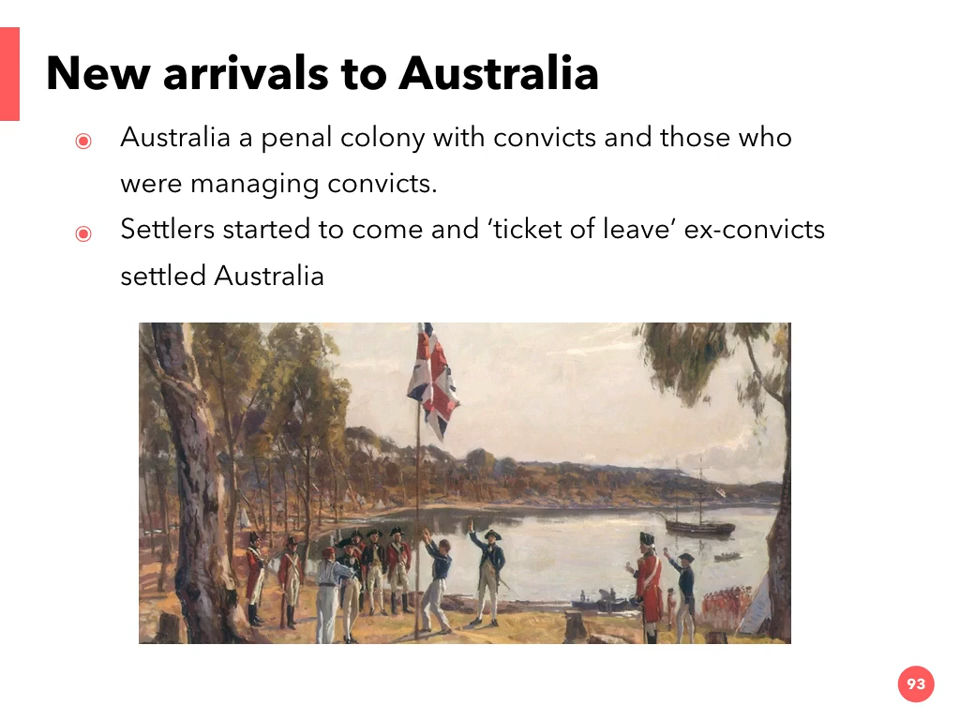 New arrivals to Australia
Australia a penal colony with convicts and those who
were managing convicts.
Settlers started to come and ‘ticket of leave’ ex-convicts
settled Australia
93